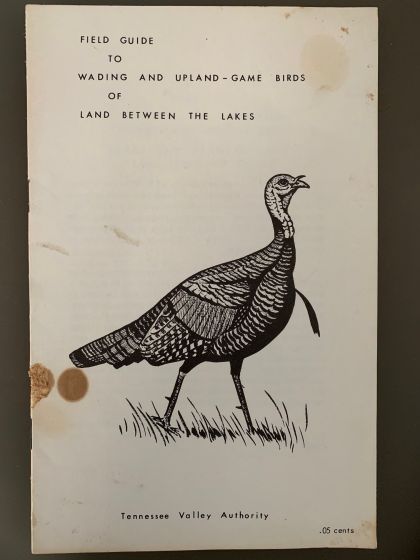 FIELD GUIDE
TO
WADING AND UPLAND-GAME BIRDS
OF
LAND BETWEEN THE LAKES
Tennessee Valley Authority
.05 cents